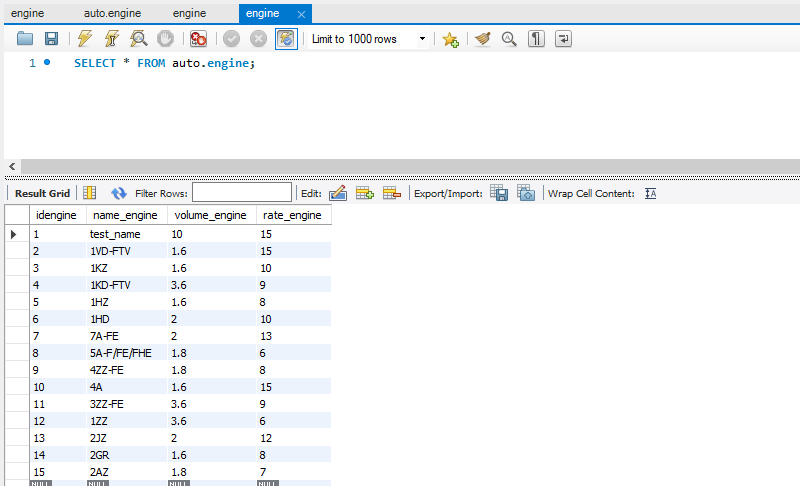 engine auto.engine engine engine
Limit to 1000 rows
1 SELECT * FROM auto.engine;
Result Grid Filter Rows: Edit: Export/Import: Wrap Cell Content:
idengine name_engine volume_engine rate_engine
1 test_name 10 15
2 1VD-FTV 1.6 15
3 1KZ 1.6 10
4 1KD-FTV 3.6 9
5 1HZ 1.6 8
6 1HD 2 10
7 7A-FE 2 13
8 5A-F/FE/FHE 1.8 6
9 4ZZ-FE 1.8 8
10 4A 1.6 15
11 3ZZ-FE 3.6 9
12 1ZZ 3.6 6
13 2JZ 2 12
14 2GR 1.6 8
15 2AZ 1.8 7
NULL NULL NULL NULL